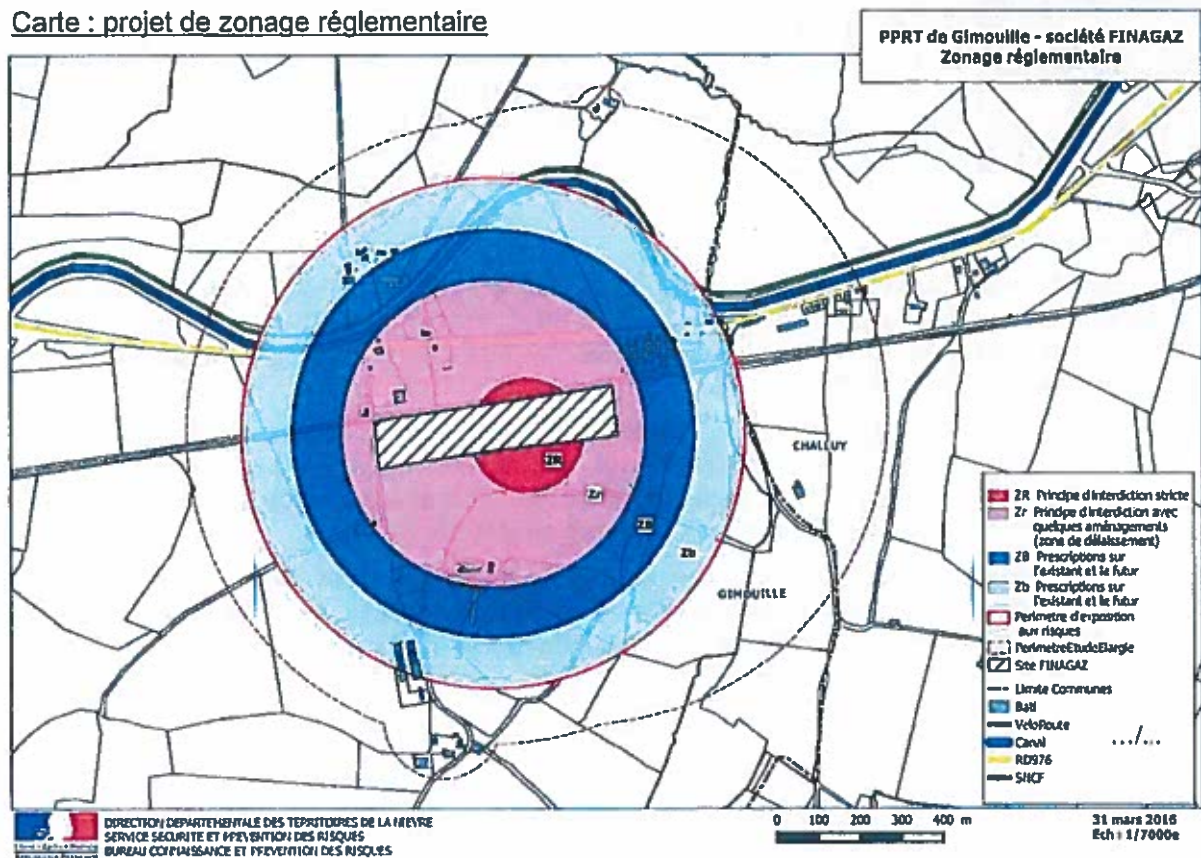 Carte : projet de zonage réglementaire
PPRT de Gimouille - société FINAGAZ
Zonage réglementaire
CHALLUY
ZR
Zr
ZB
Zb
GIMOUILLE
ZR Principe d'interdiction stricte
Zr Principe d'interdiction avec
quelques aménagements
(zone de délaissement)
ZB Prescriptions sur
l'existant et le futur
Zb Prescriptions sur
l'existant et le futur
Périmètre d'exposition
aux risques
PerimetreEtudeElargie
Site FINAGAZ
Limite Communes
Bati
VeloRoute
Canal
RD976
SNCF
.../...
DIRECTION DEPARTEMENTALE DES TERRITOIRES DE LA NIEVRE
SERVICE SECURITE ET PREVENTION DES RISQUES
BUREAU CONNAISSANCE ET PREVENTION DES RISQUES
0 100 200 300 400 m
31 mars 2016
Ech : 1/7000e